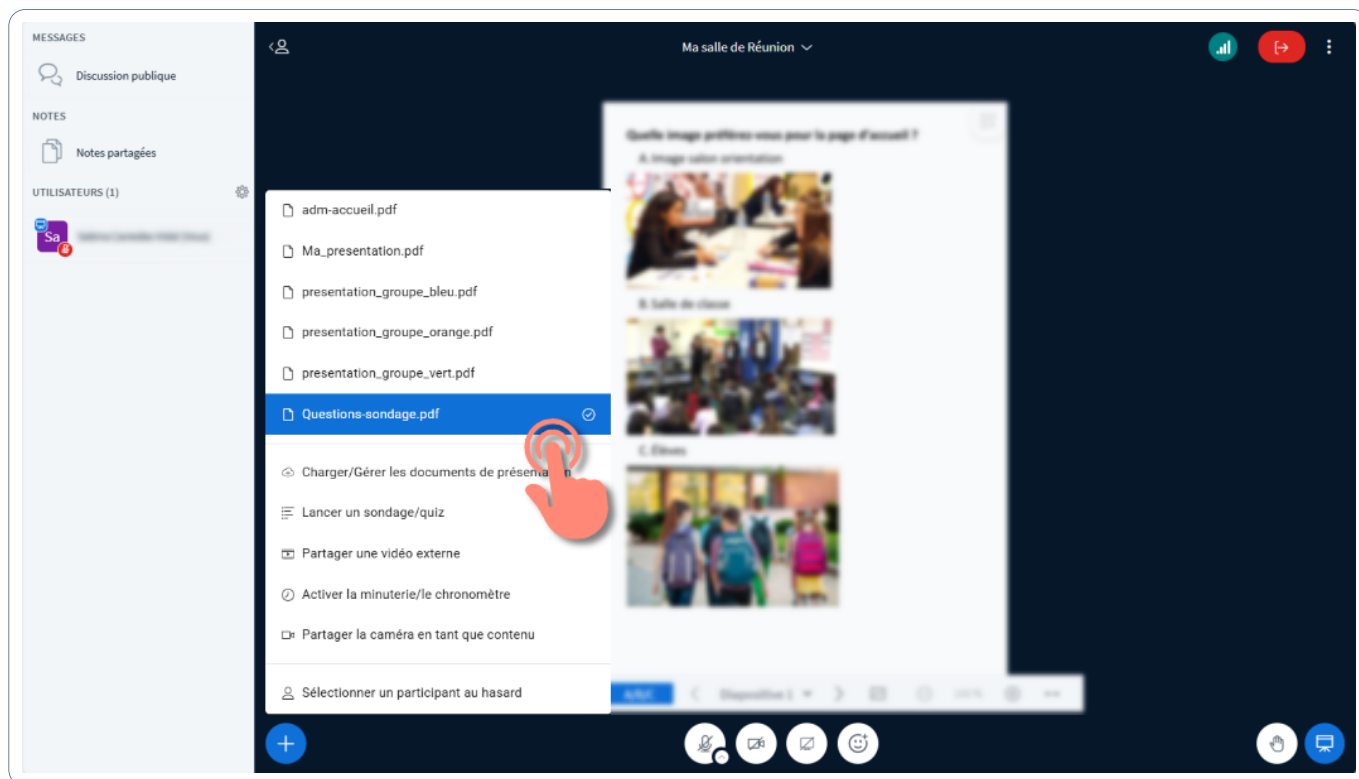 MESSAGES
Discussion publique
NOTES
Notes partagées
UTILISATEURS (1)
Sa
Ma salle de Réunion
adm-accueil.pdf
Ma_presentation.pdf
presentation_groupe_bleu.pdf
presentation_groupe_orange.pdf
presentation_groupe_vert.pdf
Questions-sondage.pdf
Charger/Gérer les documents de présentation
Lancer un sondage/quiz
Partager une vidéo externe
Activer la minuterie/le chronomètre
Partager la caméra en tant que contenu
Sélectionner un participant au hasard
Quelle image préférez-vous pour la page d'accueil ?
A. Image salon orientation
B. Salle de classe
C. Élèves
A/B/C
Diapositive 1